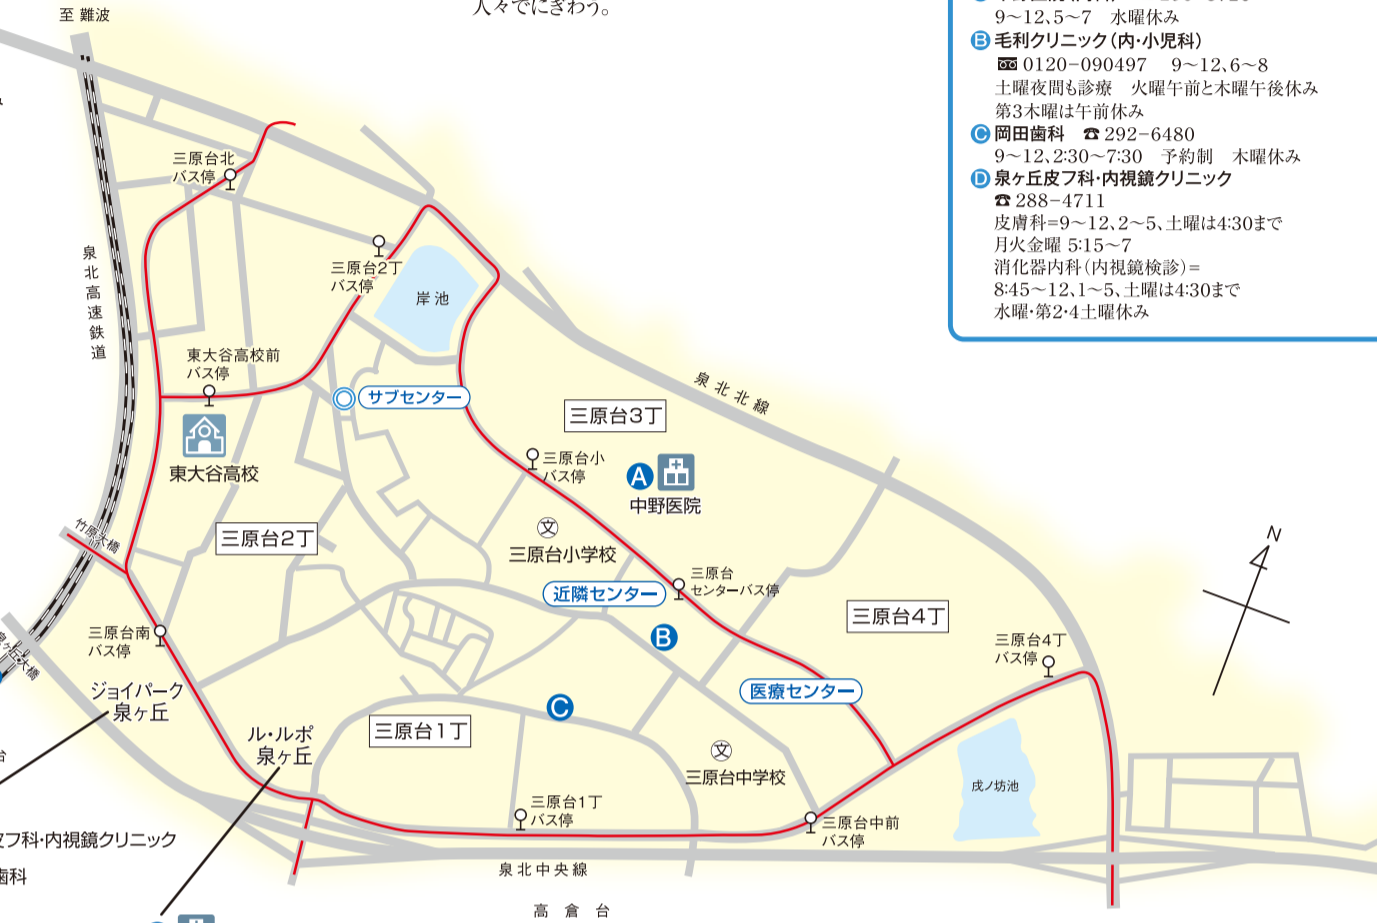 人々でにぎわう。
9～12、5～7　水曜休み
B 毛利クリニック（内・小児科）
0120−090497　9～12、6～8
土曜夜間も診療　火曜午前と木曜午後休み
第3木曜は午前休み
C 岡田歯科　☎ 292−6480
9～12、2:30～7:30　予約制　木曜休み
D 泉ヶ丘皮フ科・内視鏡クリニック
☎ 288−4711
皮膚科=9～12、2～5、土曜は4:30まで
月火金曜 5:15～7
消化器内科（内視鏡検診）=
8:45～12、1～5、土曜は4:30まで
水曜・第2・4土曜休み
至 難波
三原台北
バス停
泉北高速鉄道
三原台2丁
バス停
岸池
東大谷高校前
バス停
サブセンター
泉北北線
三原台3丁
東大谷高校
三原台小
バス停
A
中野医院
竹原大橋
三原台2丁
文
三原台小学校
近隣センター
三原台
センターバス停
N
三原台4丁
三原台南
バス停
B
三原台4丁
バス停
泉ヶ丘大橋
ジョイパーク
泉ヶ丘
医療センター
C
三原台1丁
ル・ルポ
泉ヶ丘
文
三原台中学校
戌ノ坊池
台
三原台1丁
バス停
三原台中前
バス停
皮フ科・内視鏡クリニック
泉北中央線
歯科
高倉台